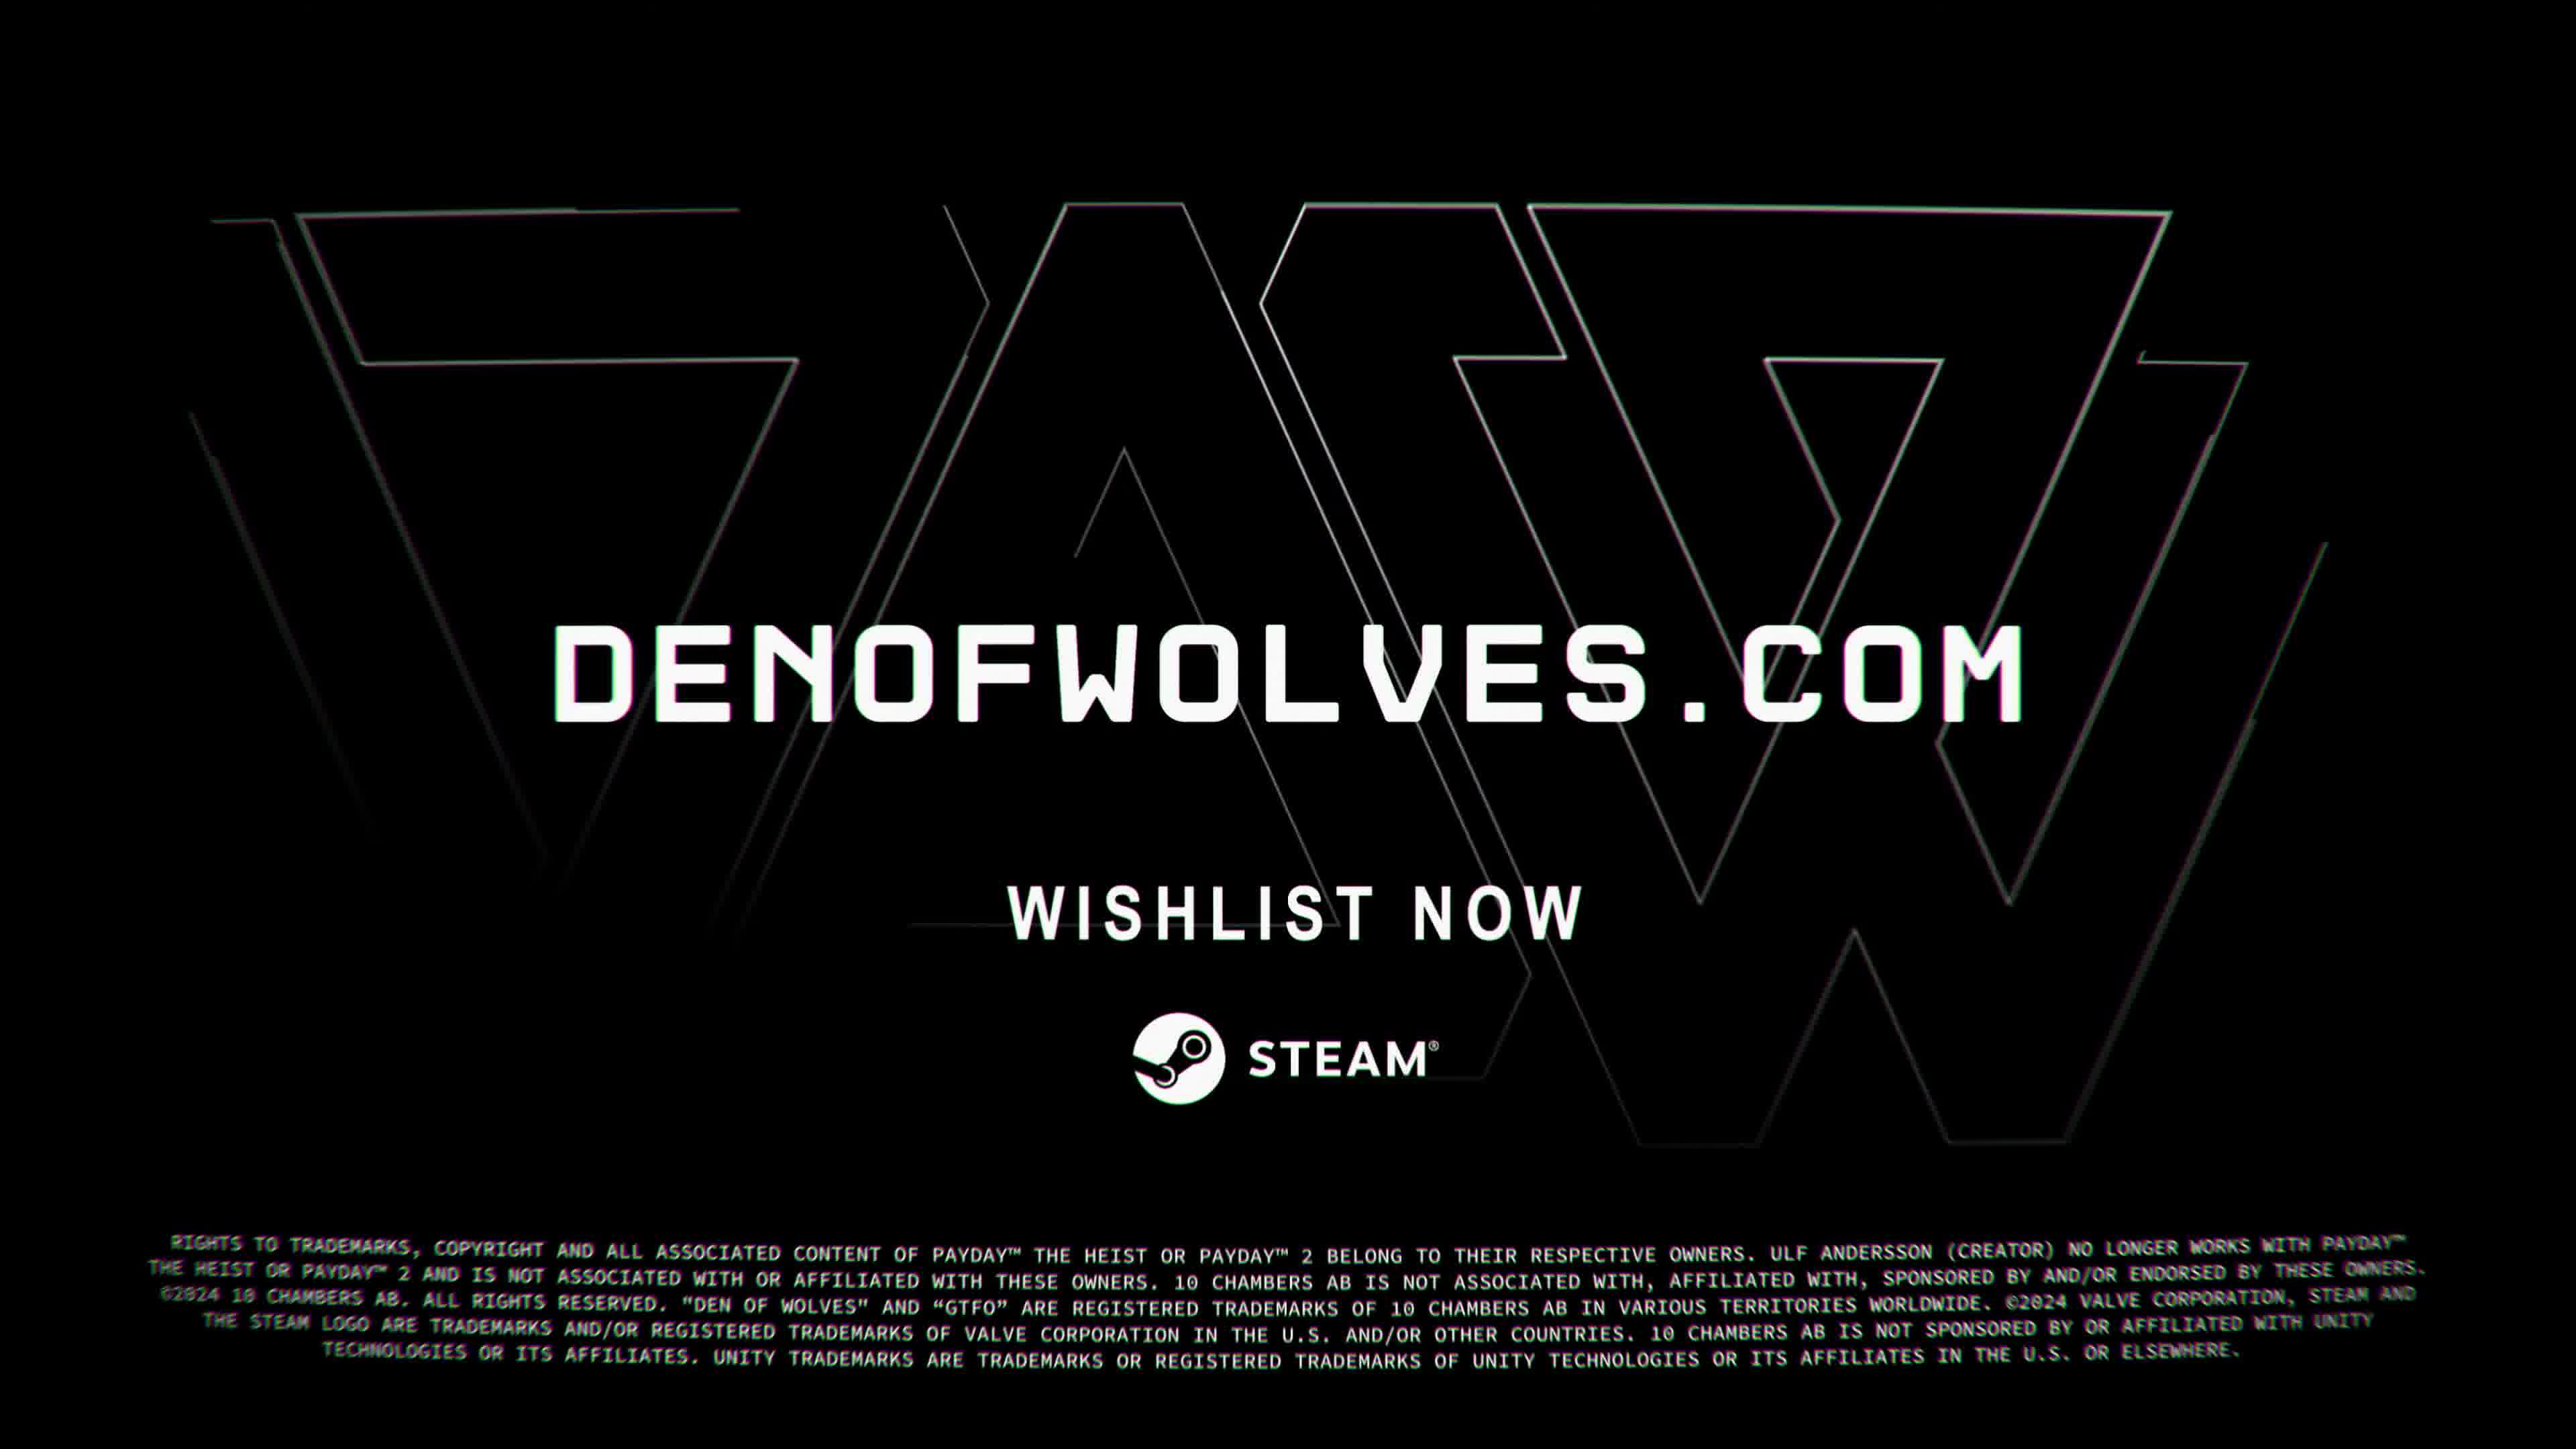 DENOFWOLVES.COM
WISHLIST NOW
STEAM®
RIGHTS TO TRADEMARKS, COPYRIGHT AND ALL ASSOCIATED CONTENT OF PAYDAY™ THE HEIST OR PAYDAY™ 2 BELONG TO THEIR RESPECTIVE OWNERS. ULF ANDERSSON (CREATOR) NO LONGER WORKS WITH PAYDAY™
THE HEIST OR PAYDAY™ 2 AND IS NOT ASSOCIATED WITH OR AFFILIATED WITH THESE OWNERS. 10 CHAMBERS AB IS NOT ASSOCIATED WITH, AFFILIATED WITH, SPONSORED BY AND/OR ENDORSED BY THESE OWNERS.
©2024 10 CHAMBERS AB. ALL RIGHTS RESERVED. "DEN OF WOLVES" AND “GTFO” ARE REGISTERED TRADEMARKS OF 10 CHAMBERS AB IN VARIOUS TERRITORIES WORLDWIDE. ©2024 VALVE CORPORATION, STEAM AND
THE STEAM LOGO ARE TRADEMARKS AND/OR REGISTERED TRADEMARKS OF VALVE CORPORATION IN THE U.S. AND/OR OTHER COUNTRIES. 10 CHAMBERS AB IS NOT SPONSORED BY OR AFFILIATED WITH UNITY
TECHNOLOGIES OR ITS AFFILIATES. UNITY TRADEMARKS ARE TRADEMARKS OR REGISTERED TRADEMARKS OF UNITY TECHNOLOGIES OR ITS AFFILIATES IN THE U.S. OR ELSEWHERE.